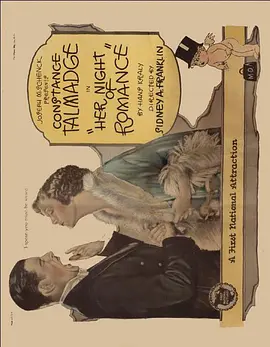 JOSEPH M. SCHENCK
PRESENTS
CONSTANCE
TALMADGE
IN
"HER NIGHT
OF
ROMANCE"
BY HANS KRALY
DIRECTED BY
SIDNEY A. FRANKLIN
A First National Attraction